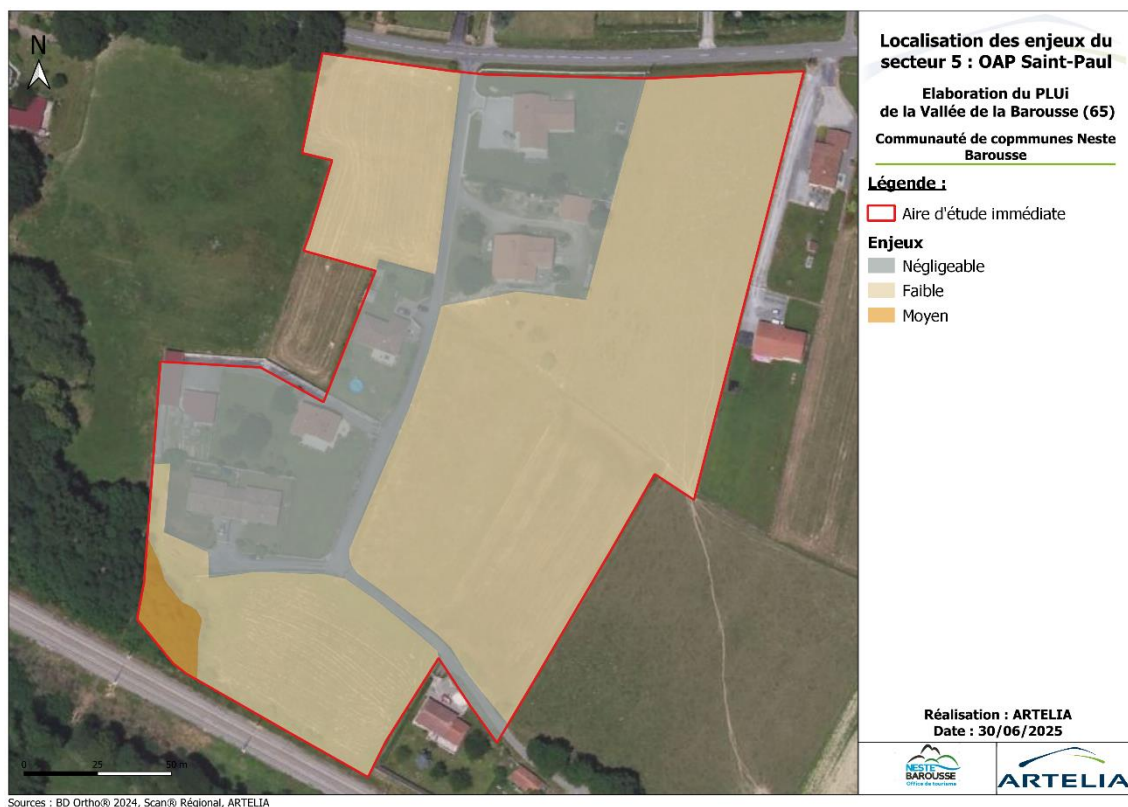 N
Localisation des enjeux du
secteur 5 : OAP Saint-Paul
Elaboration du PLUi
de la Vallée de la Barousse (65)
Communauté de copmmunes Neste
Barousse
Légende :
Aire d'étude immédiate
Enjeux
Négligeable
Faible
Moyen
0 25 50 m
Réalisation : ARTELIA
Date : 30/06/2025
NESTE
BAROUSSE
Office de tourisme
ARTELIA
Sources : BD Ortho® 2024, Scan® Régional, ARTELIA